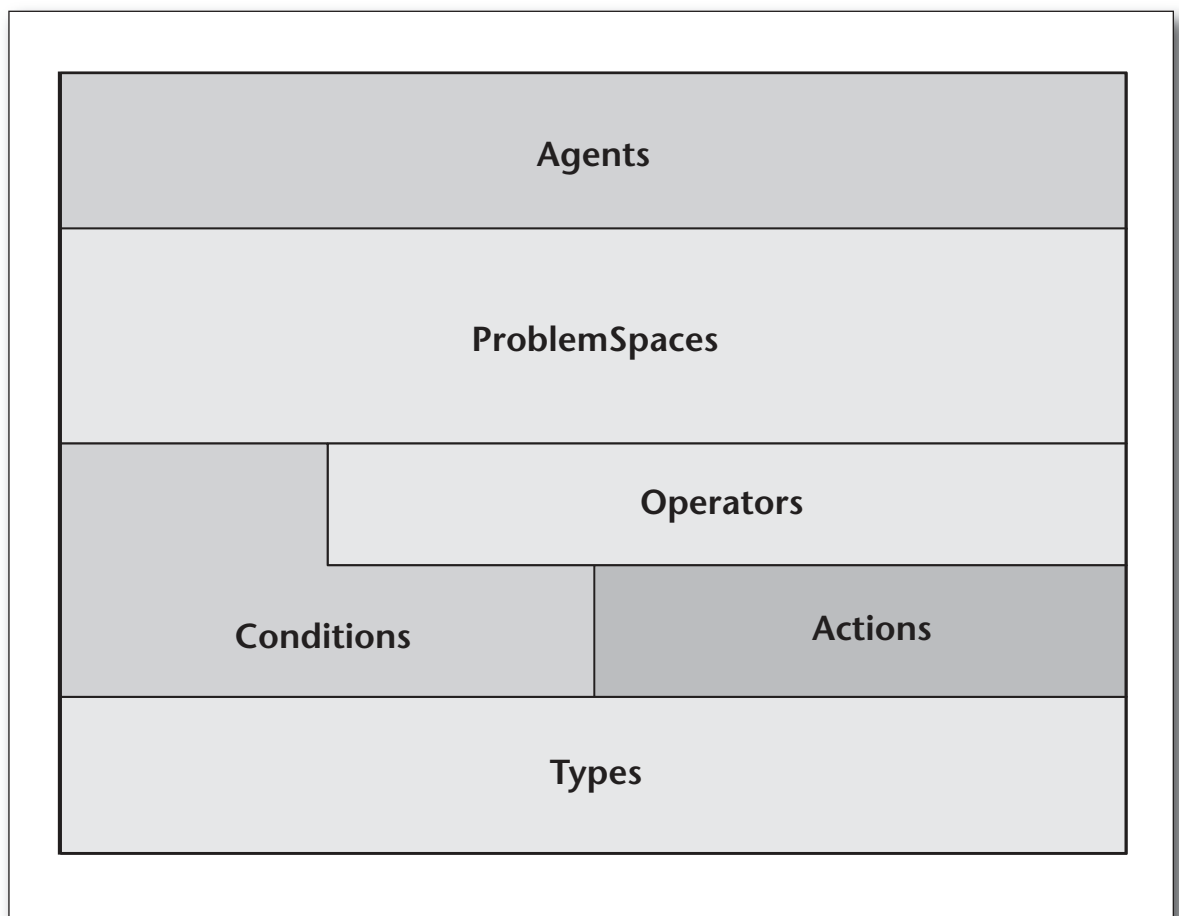 Agents
ProblemSpaces
Operators
Conditions
Actions
Types